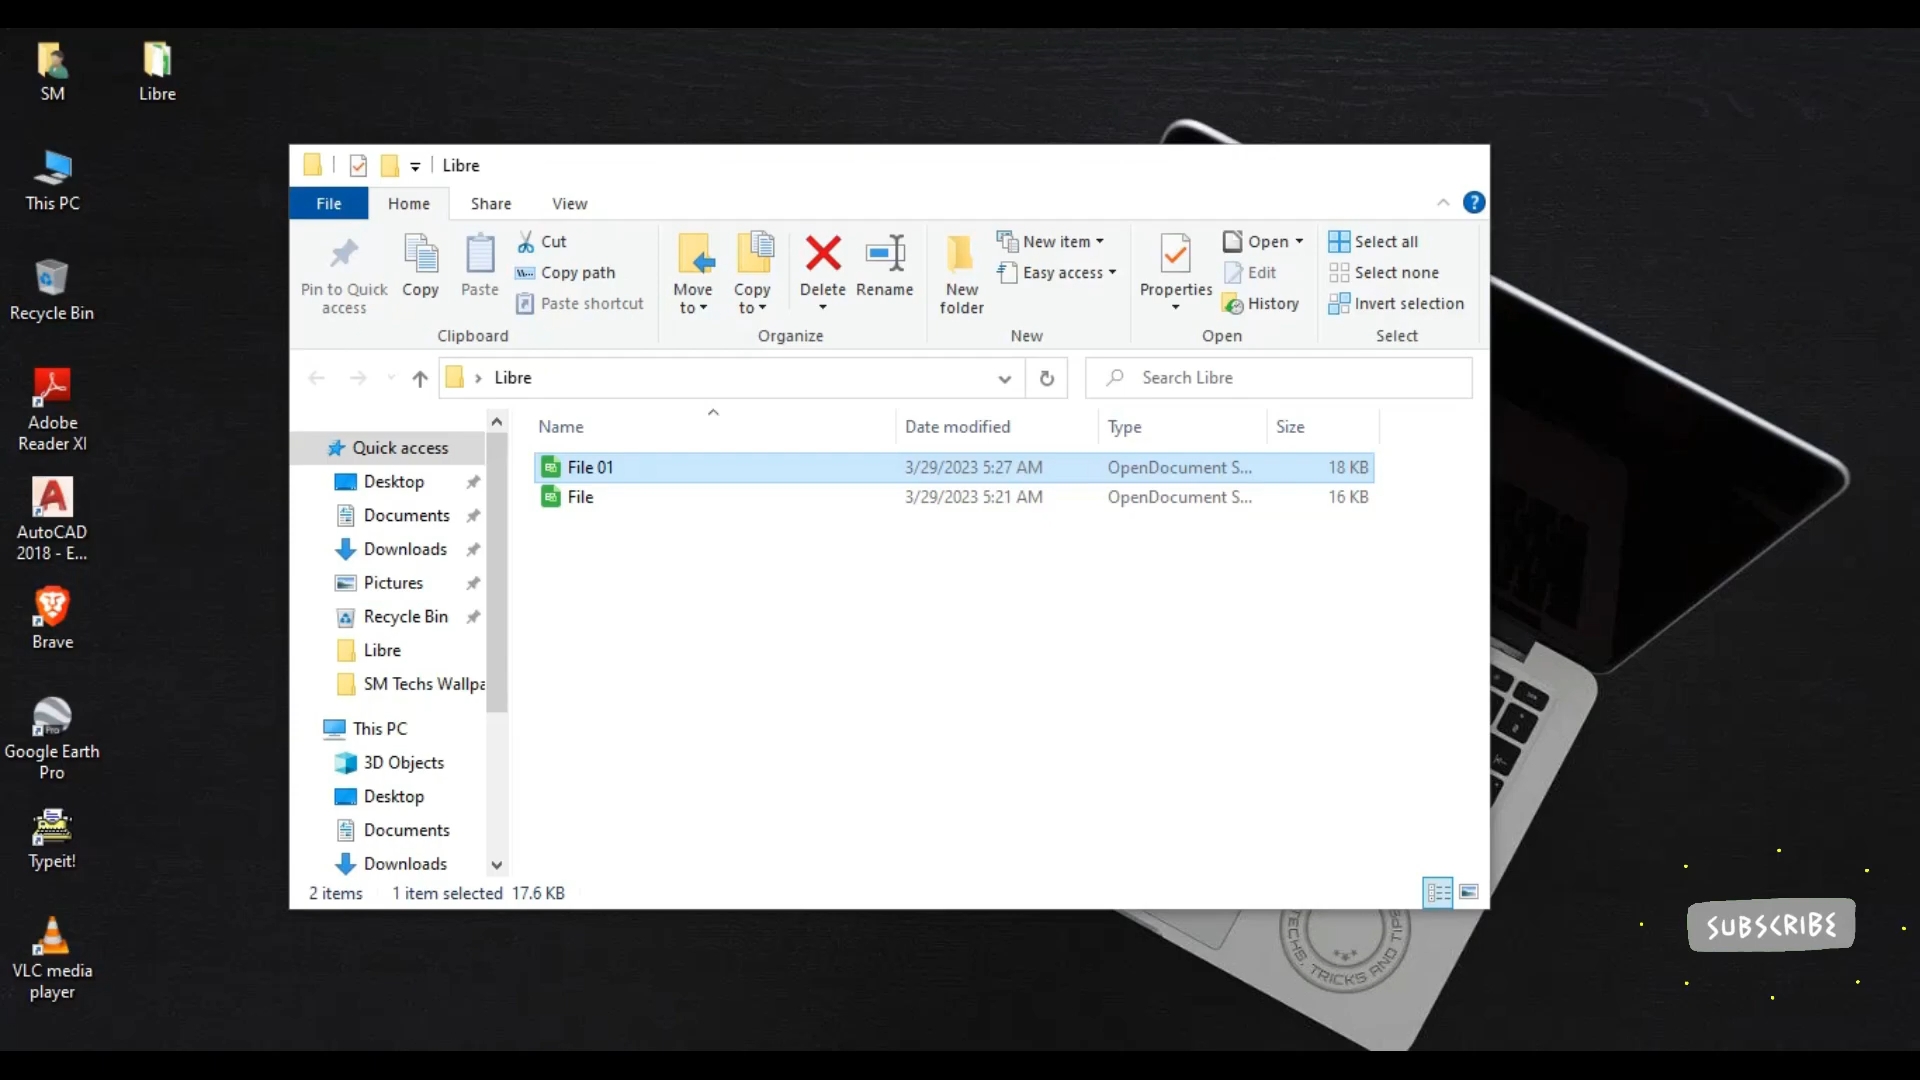 SM
Libre
This PC
Recycle Bin
Adobe
Reader XI
AutoCAD
2018 - E...
Brave
Google Earth
Pro
Typeit!
VLC media
player
Libre
File
Home
Share
View
Pin to Quick
access
Copy
Paste
Cut
Copy path
Paste shortcut
Clipboard
Move
to
Copy
to
Delete
Rename
Organize
New
folder
New item
Easy access
New
Properties
Open
Edit
History
Open
Select all
Select none
Invert selection
Select
Libre
Search Libre
Quick access
Desktop
Documents
Downloads
Pictures
Recycle Bin
Libre
SM Techs Wallpa
This PC
3D Objects
Desktop
Documents
Downloads
Name Date modified Type Size
File 01 3/29/2023 5:27 AM OpenDocument S... 18 KB
File 3/29/2023 5:21 AM OpenDocument S... 16 KB
2 items 1 item selected 17.6 KB
TECHS, TRICKS AND TIPS
SUBSCRIBE